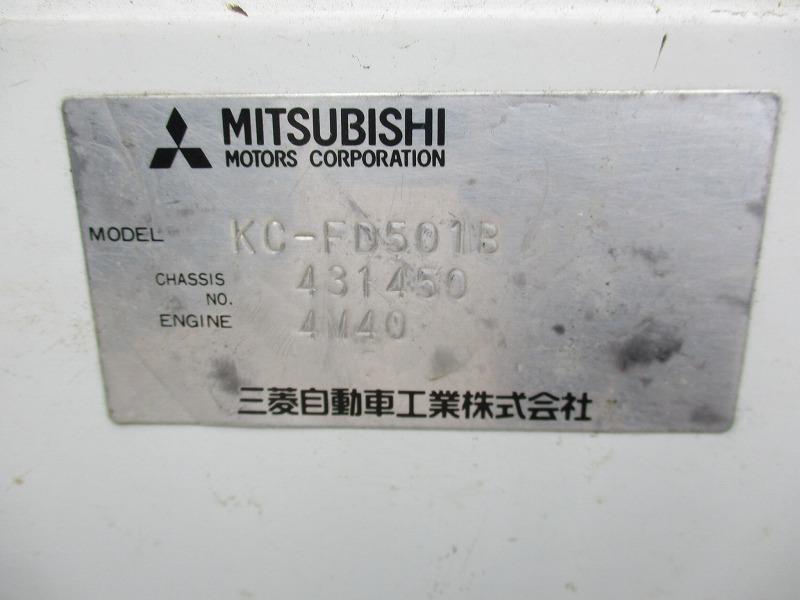 MITSUBISHI
MOTORS CORPORATION
MODEL KC-FD501B
CHASSIS NO. 431450
ENGINE 4M40
三菱自動車工業株式会社